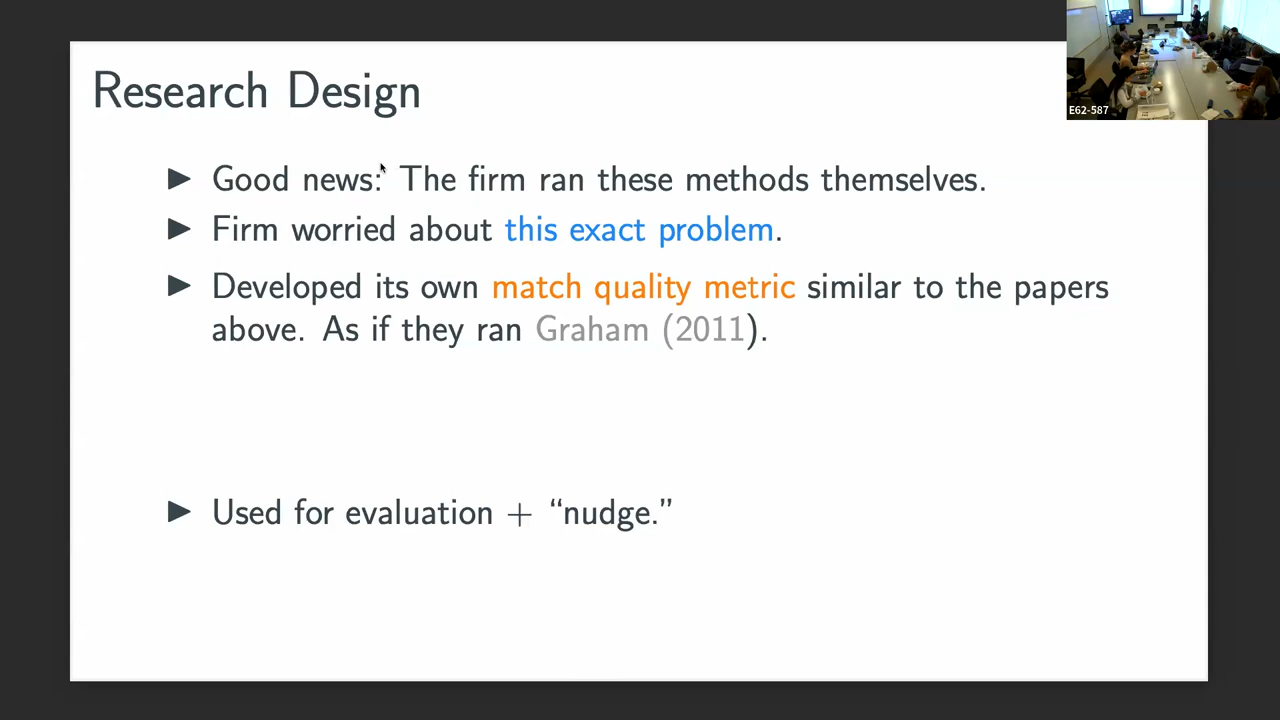 E62-587
Research Design
▶ Good news: The firm ran these methods themselves.
▶ Firm worried about this exact problem.
▶ Developed its own match quality metric similar to the papers
above. As if they ran Graham (2011).
▶ Used for evaluation + “nudge.”